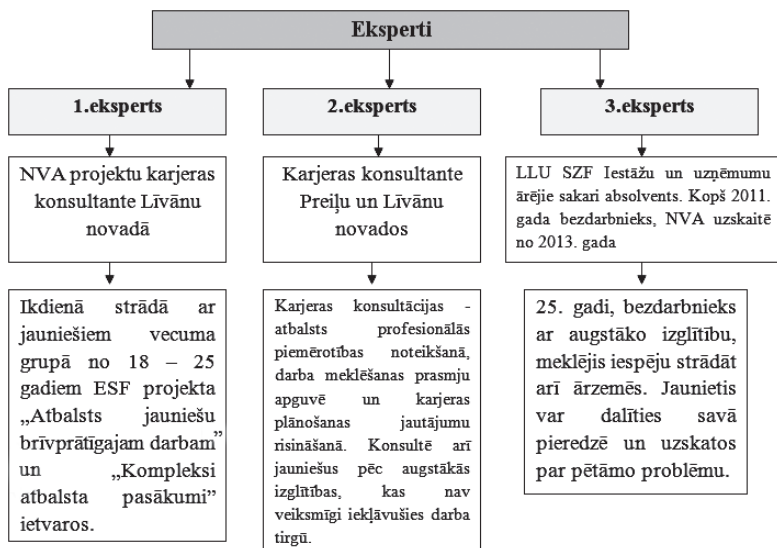 Eksperti
1.eksperts
2.eksperts
3.eksperts
NVA projektu karjeras
konsultante Līvānu
novadā
Karjeras konsultante
Preiļu un Līvānu
novados
LLU SZF Iestāžu un uzņēmumu
ārējie sakari absolvents. Kopš 2011.
gada bezdarbnieks, NVA uzskaitē
no 2013. gada
Ikdienā strādā ar
jauniešiem vecuma
grupā no 18 – 25
gadiem ESF projekta
„Atbalsts jauniešu
brīvprātīgajam darbam”
un „Kompleksi
atbalsta pasākumi”
ietvaros.
Karjeras konsultācijas -
atbalsts profesionālās
piemērotības noteikšanā,
darba meklēšanas prasmju
apguvē un karjeras
plānošanas jautājumu
risināšanā. Konsultē arī
jauniešus pēc augstākās
izglītības, kas nav
veiksmīgi iekļāvušies darba
tirgū.
25. gadi, bezdarbnieks
ar augstāko izglītību,
meklējis iespēju strādāt
arī ārzemēs. Jaunietis
var dalīties savā
pieredzē un uzskatos
par pētāmo problēmu.